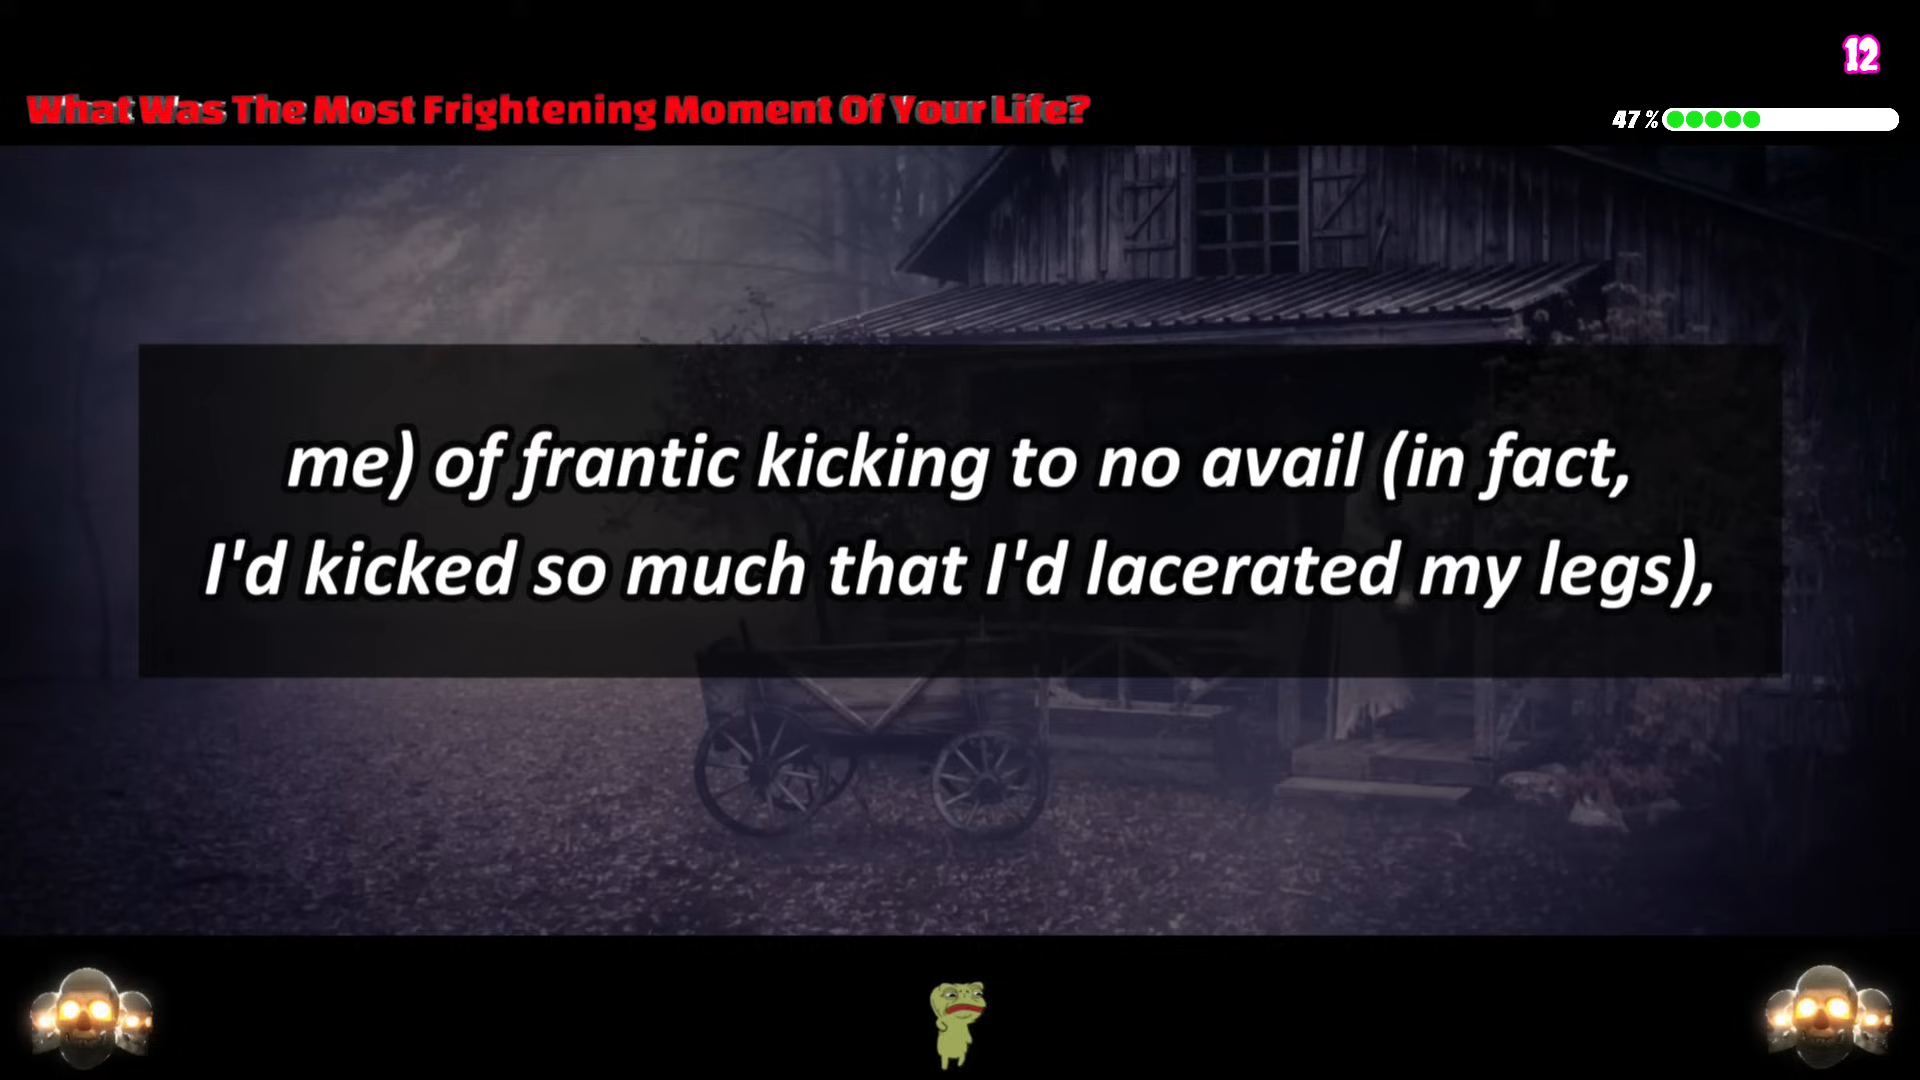 12
What Was The Most Frightening Moment Of Your Life?
47 %
me) of frantic kicking to no avail (in fact,
I'd kicked so much that I'd lacerated my legs),